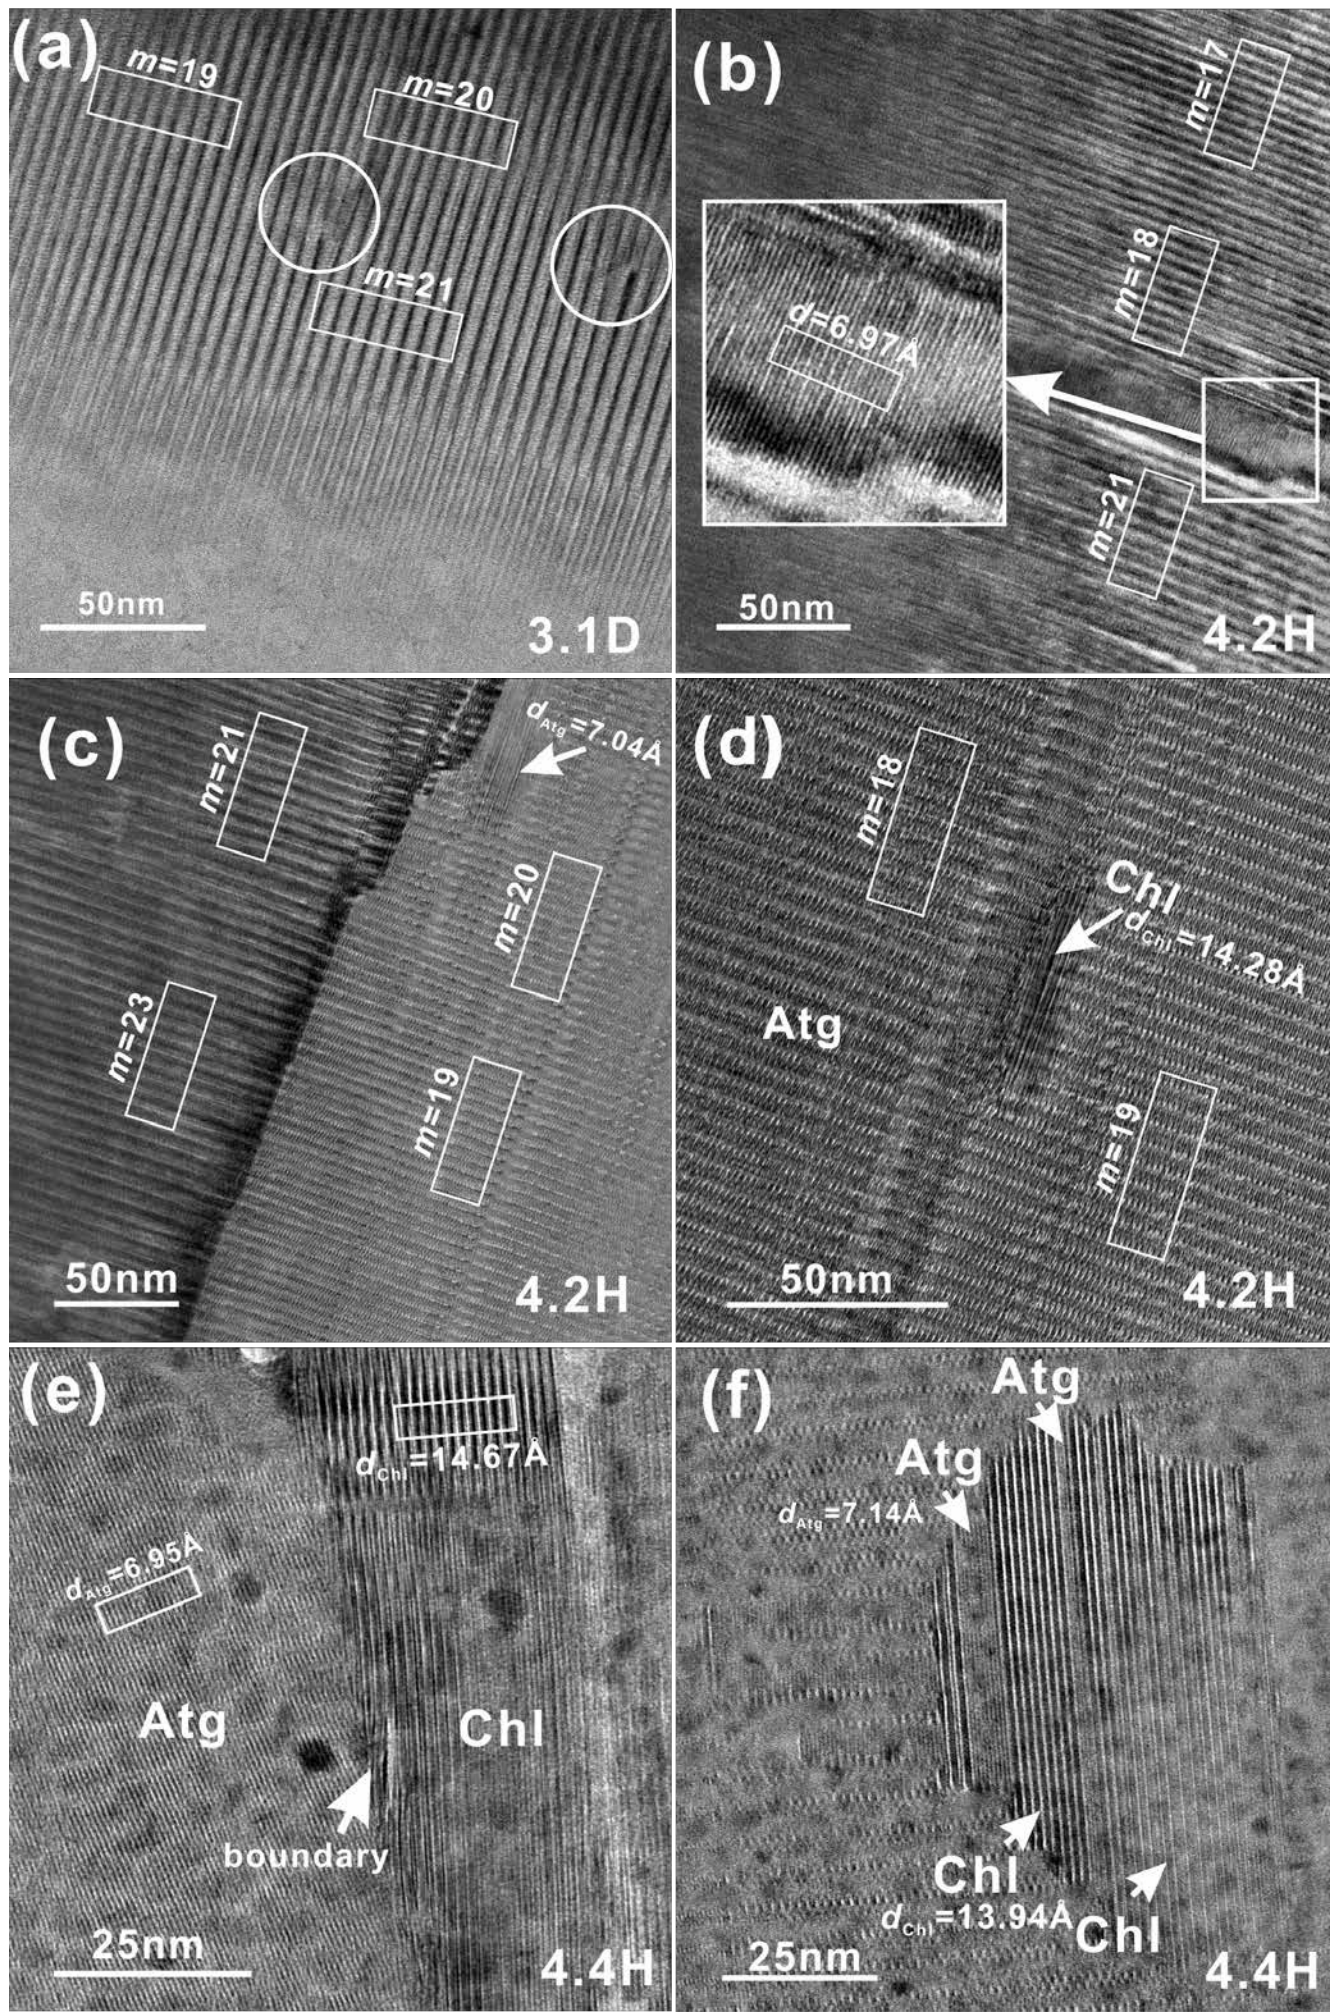 (a)
m=19
m=20
m=21
50nm
3.1D
(b)
m=17
m=18
d=6.97Å
m=21
50nm
4.2H
(c)
m=21
dAtg=7.04Å
m=20
m=23
m=19
50nm
4.2H
(d)
m=18
Chl
dChl=14.28Å
Atg
m=19
50nm
4.2H
(e)
dChl=14.67Å
dAtg=6.95Å
Atg
Chl
boundary
25nm
4.4H
(f)
Atg
Atg
dAtg=7.14Å
Chl
dChl=13.94Å
Chl
25nm
4.4H